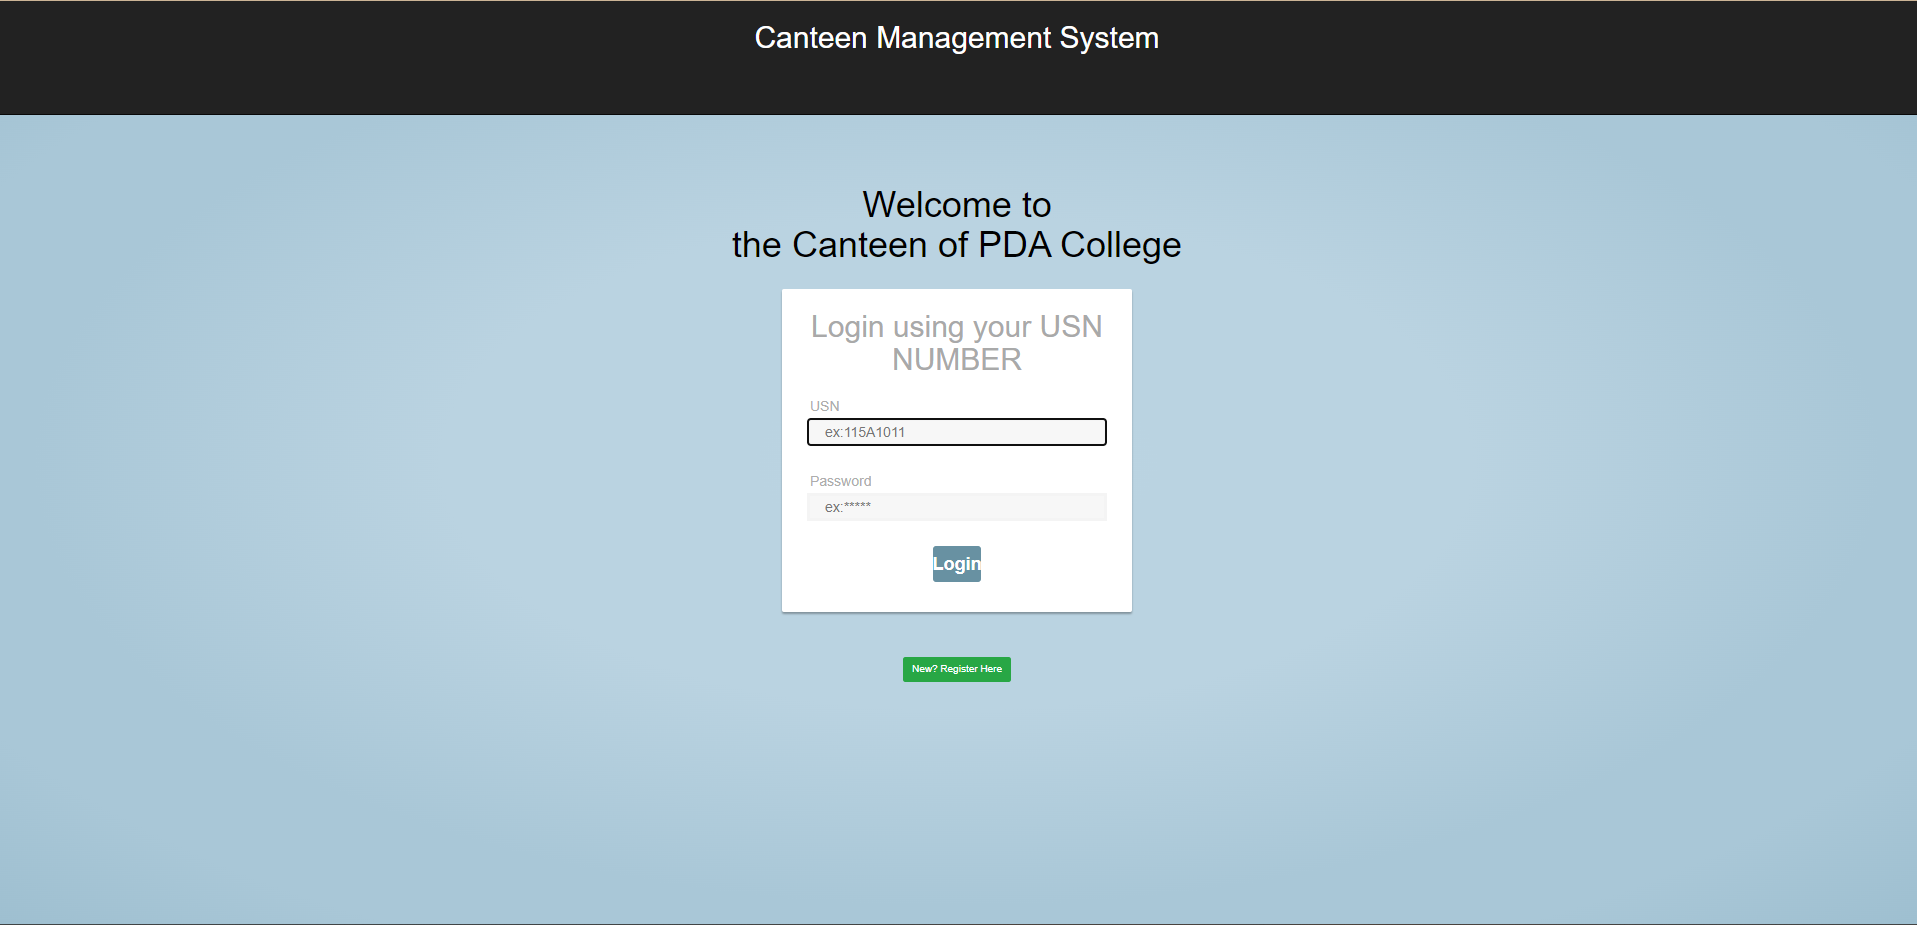 Canteen Management System
Welcome to
the Canteen of PDA College
Login using your USN
NUMBER
USN
ex:115A1011
Password
ex:*****
Login
New? Register Here